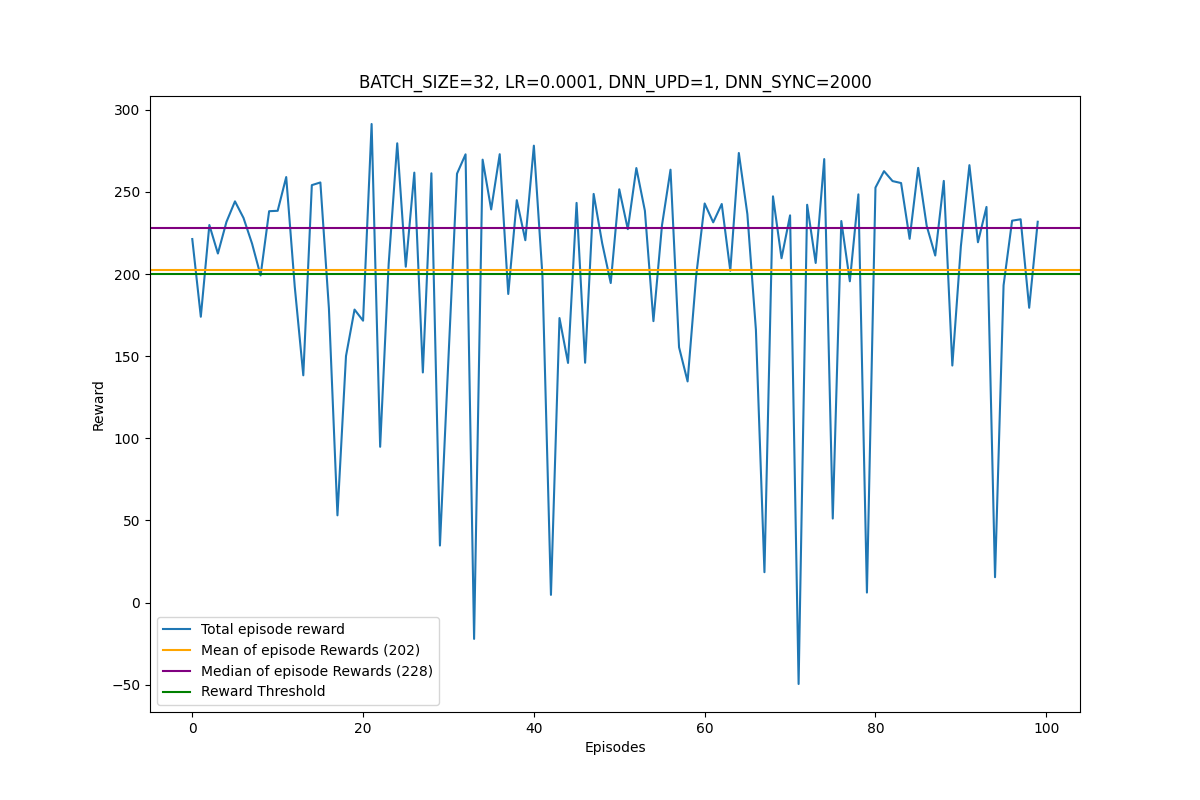 BATCH_SIZE=32, LR=0.0001, DNN_UPD=1, DNN_SYNC=2000
300
250
200
150
100
50
0
−50
Reward
Total episode reward
Mean of episode Rewards (202)
Median of episode Rewards (228)
Reward Threshold
0 20 40 60 80 100
Episodes